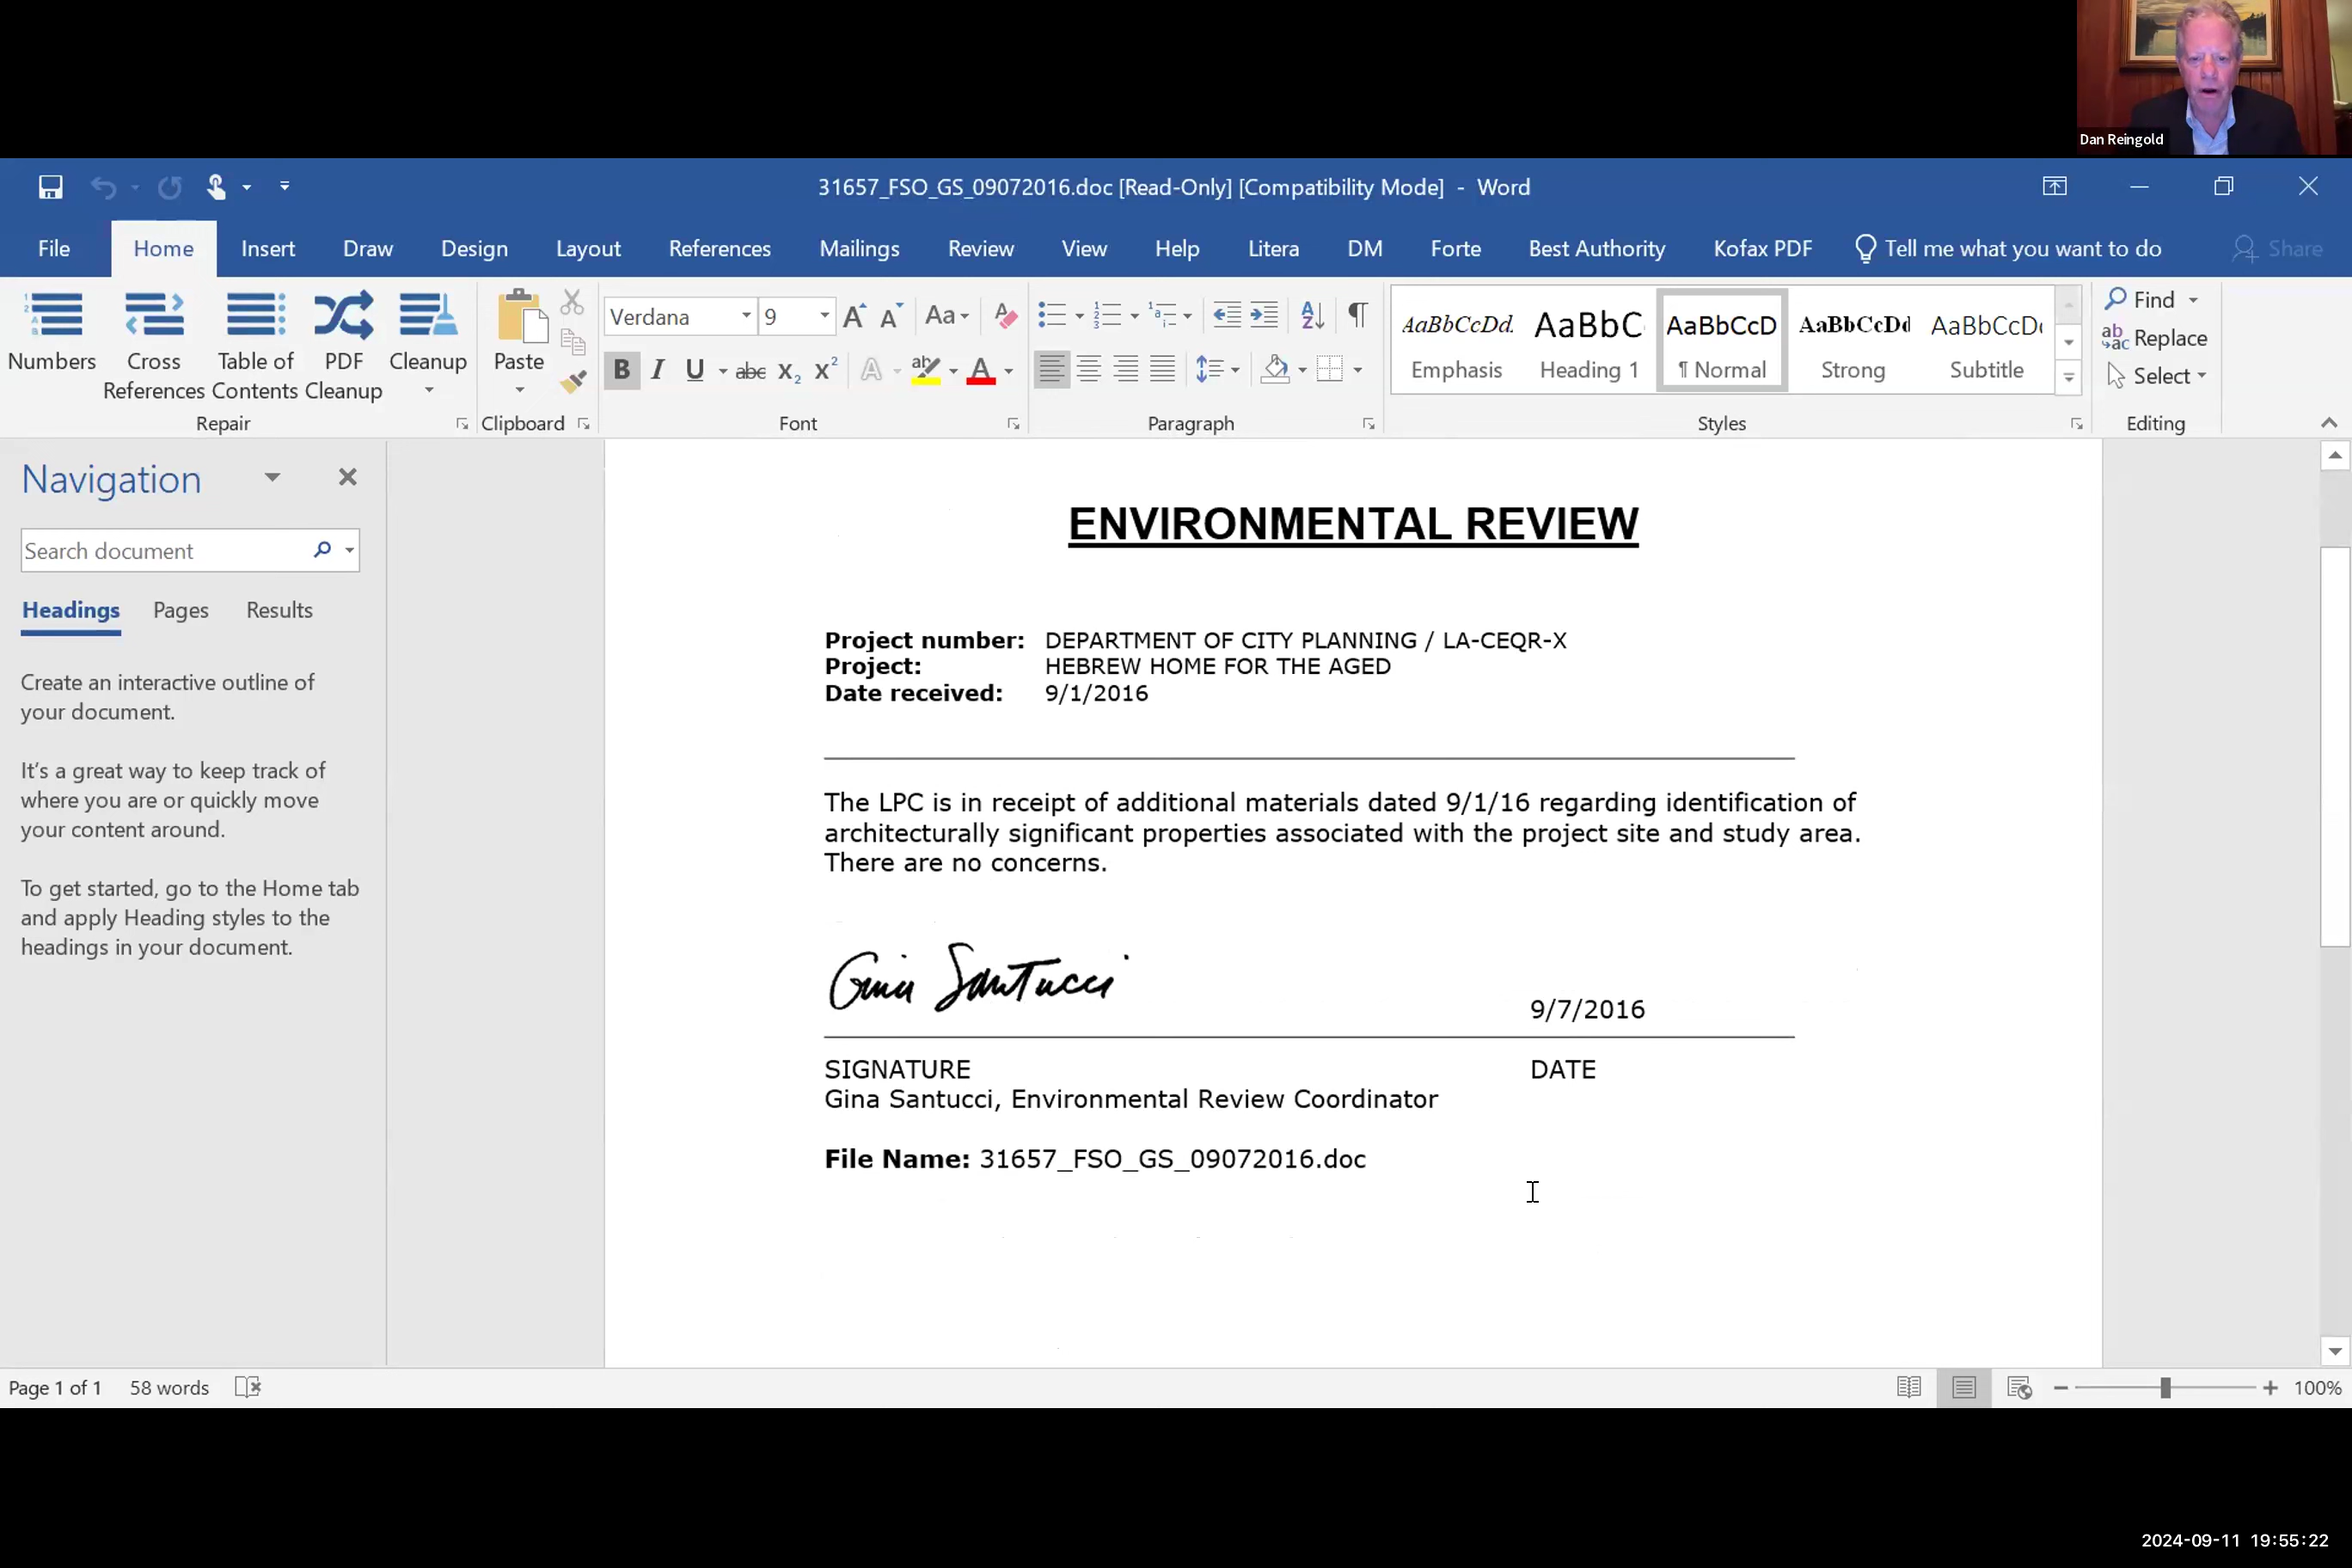 Dan Reingold
31657_FSO_GS_09072016.doc [Read-Only] [Compatibility Mode] - Word
File Home Insert Draw Design Layout References Mailings Review View Help Litera DM Forte Best Authority Kofax PDF Tell me what you want to do Share
Numbers
Cross
References
Table of
Contents
PDF
Cleanup
Cleanup
Repair
Paste
Clipboard
Verdana 9
Font
Paragraph
AaBbCcDd. AaBbC AaBbCcD AaBbCcDd AaBbCcD
Emphasis Heading 1 ¶ Normal Strong Subtitle
Styles
Find
Replace
Select
Editing
Navigation
Search document
Headings Pages Results
Create an interactive outline of
your document.
It's a great way to keep track of
where you are or quickly move
your content around.
To get started, go to the Home tab
and apply Heading styles to the
headings in your document.
ENVIRONMENTAL REVIEW
Project number: DEPARTMENT OF CITY PLANNING / LA-CEQR-X
Project: HEBREW HOME FOR THE AGED
Date received: 9/1/2016
The LPC is in receipt of additional materials dated 9/1/16 regarding identification of
architecturally significant properties associated with the project site and study area.
There are no concerns.
Gina Santucci
9/7/2016
SIGNATURE DATE
Gina Santucci, Environmental Review Coordinator
File Name: 31657_FSO_GS_09072016.doc
Page 1 of 1 58 words 100%
2024-09-11 19:55:22